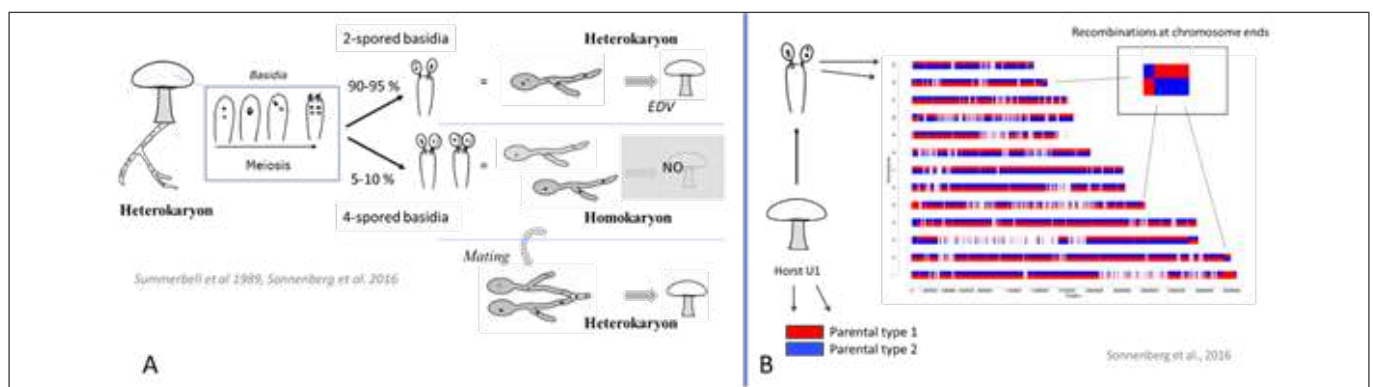 2-spored basidia
Heterokaryon
Basidia
90-95 %
=
EDV
Meiosis
5-10 %
=
NO
Heterokaryon
4-spored basidia
Homokaryon
Mating
Summerbell et al 1989, Sonnenberg et al. 2016
Heterokaryon
A
Recombinations at chromosome ends
Horst U1
Parental type 1
Parental type 2
Sonnenberg et al., 2016
B